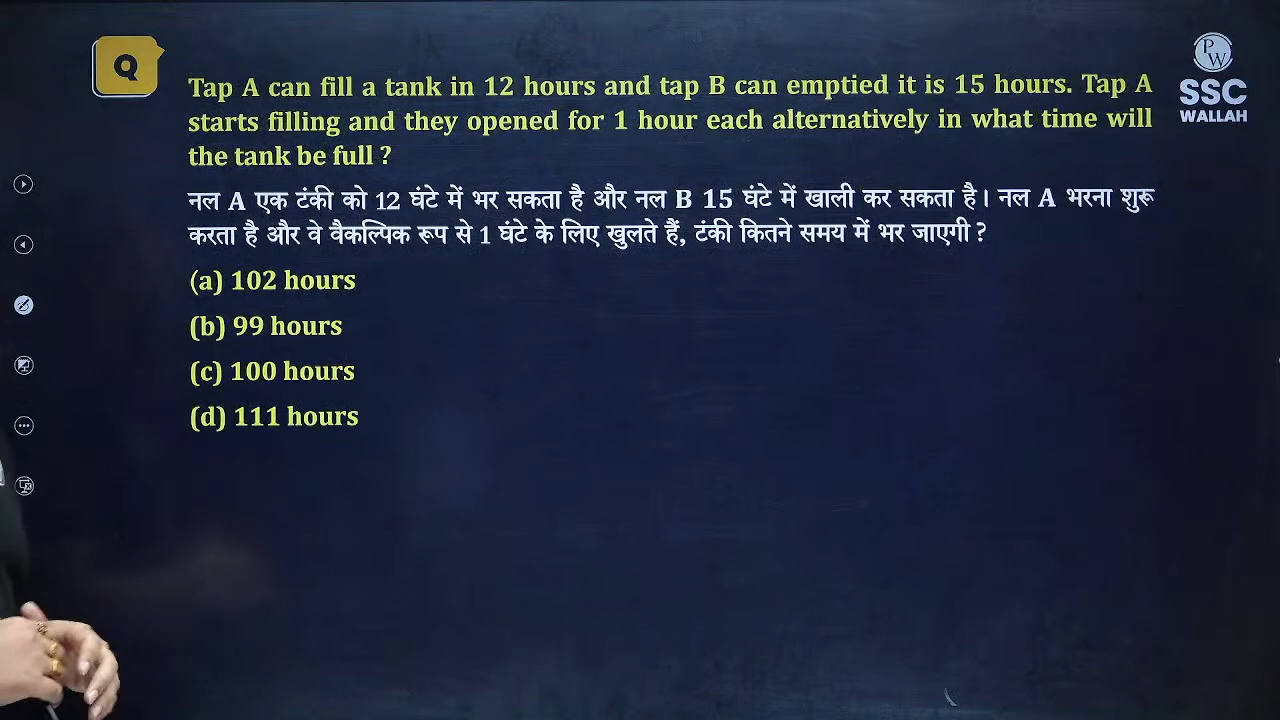 Q
Tap A can fill a tank in 12 hours and tap B can emptied it is 15 hours. Tap A
starts filling and they opened for 1 hour each alternatively in what time will
the tank be full ?
नल A एक टंकी को 12 घंटे में भर सकता है और नल B 15 घंटे में खाली कर सकता है। नल A भरना शुरू
करता है और वे वैकल्पिक रूप से 1 घंटे के लिए खुलते हैं, टंकी कितने समय में भर जाएगी ?
(a) 102 hours
(b) 99 hours
(c) 100 hours
(d) 111 hours
PW
SSC
WALLAH